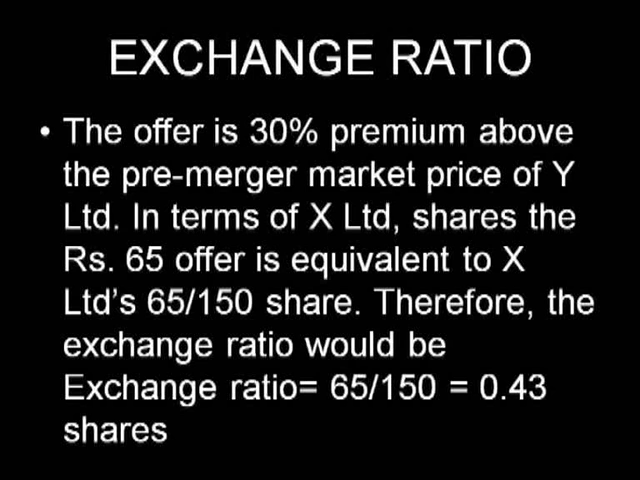 EXCHANGE RATIO
• The offer is 30% premium above
the pre-merger market price of Y
Ltd. In terms of X Ltd, shares the
Rs. 65 offer is equivalent to X
Ltd's 65/150 share. Therefore, the
exchange ratio would be
Exchange ratio= 65/150 = 0.43
shares